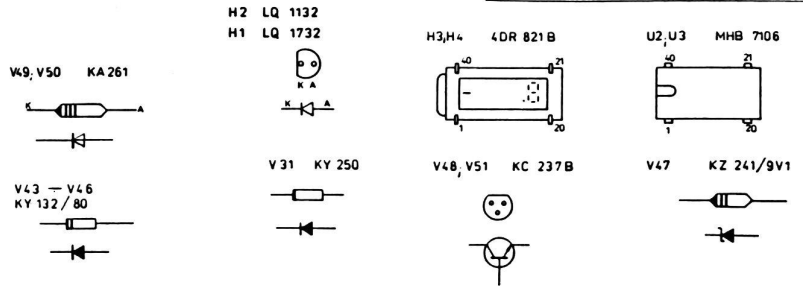 H2 LQ 1132
H1 LQ 1732
K A
K A
H3,H4 4DR 821 B
40 21
1 20
U2, U3 MHB 7106
40 21
1 20
V49, V50 KA 261
K A
V31 KY 250
V48, V51 KC 237 B
V47 KZ 241/9V1
V43 — V46
KY 132/80